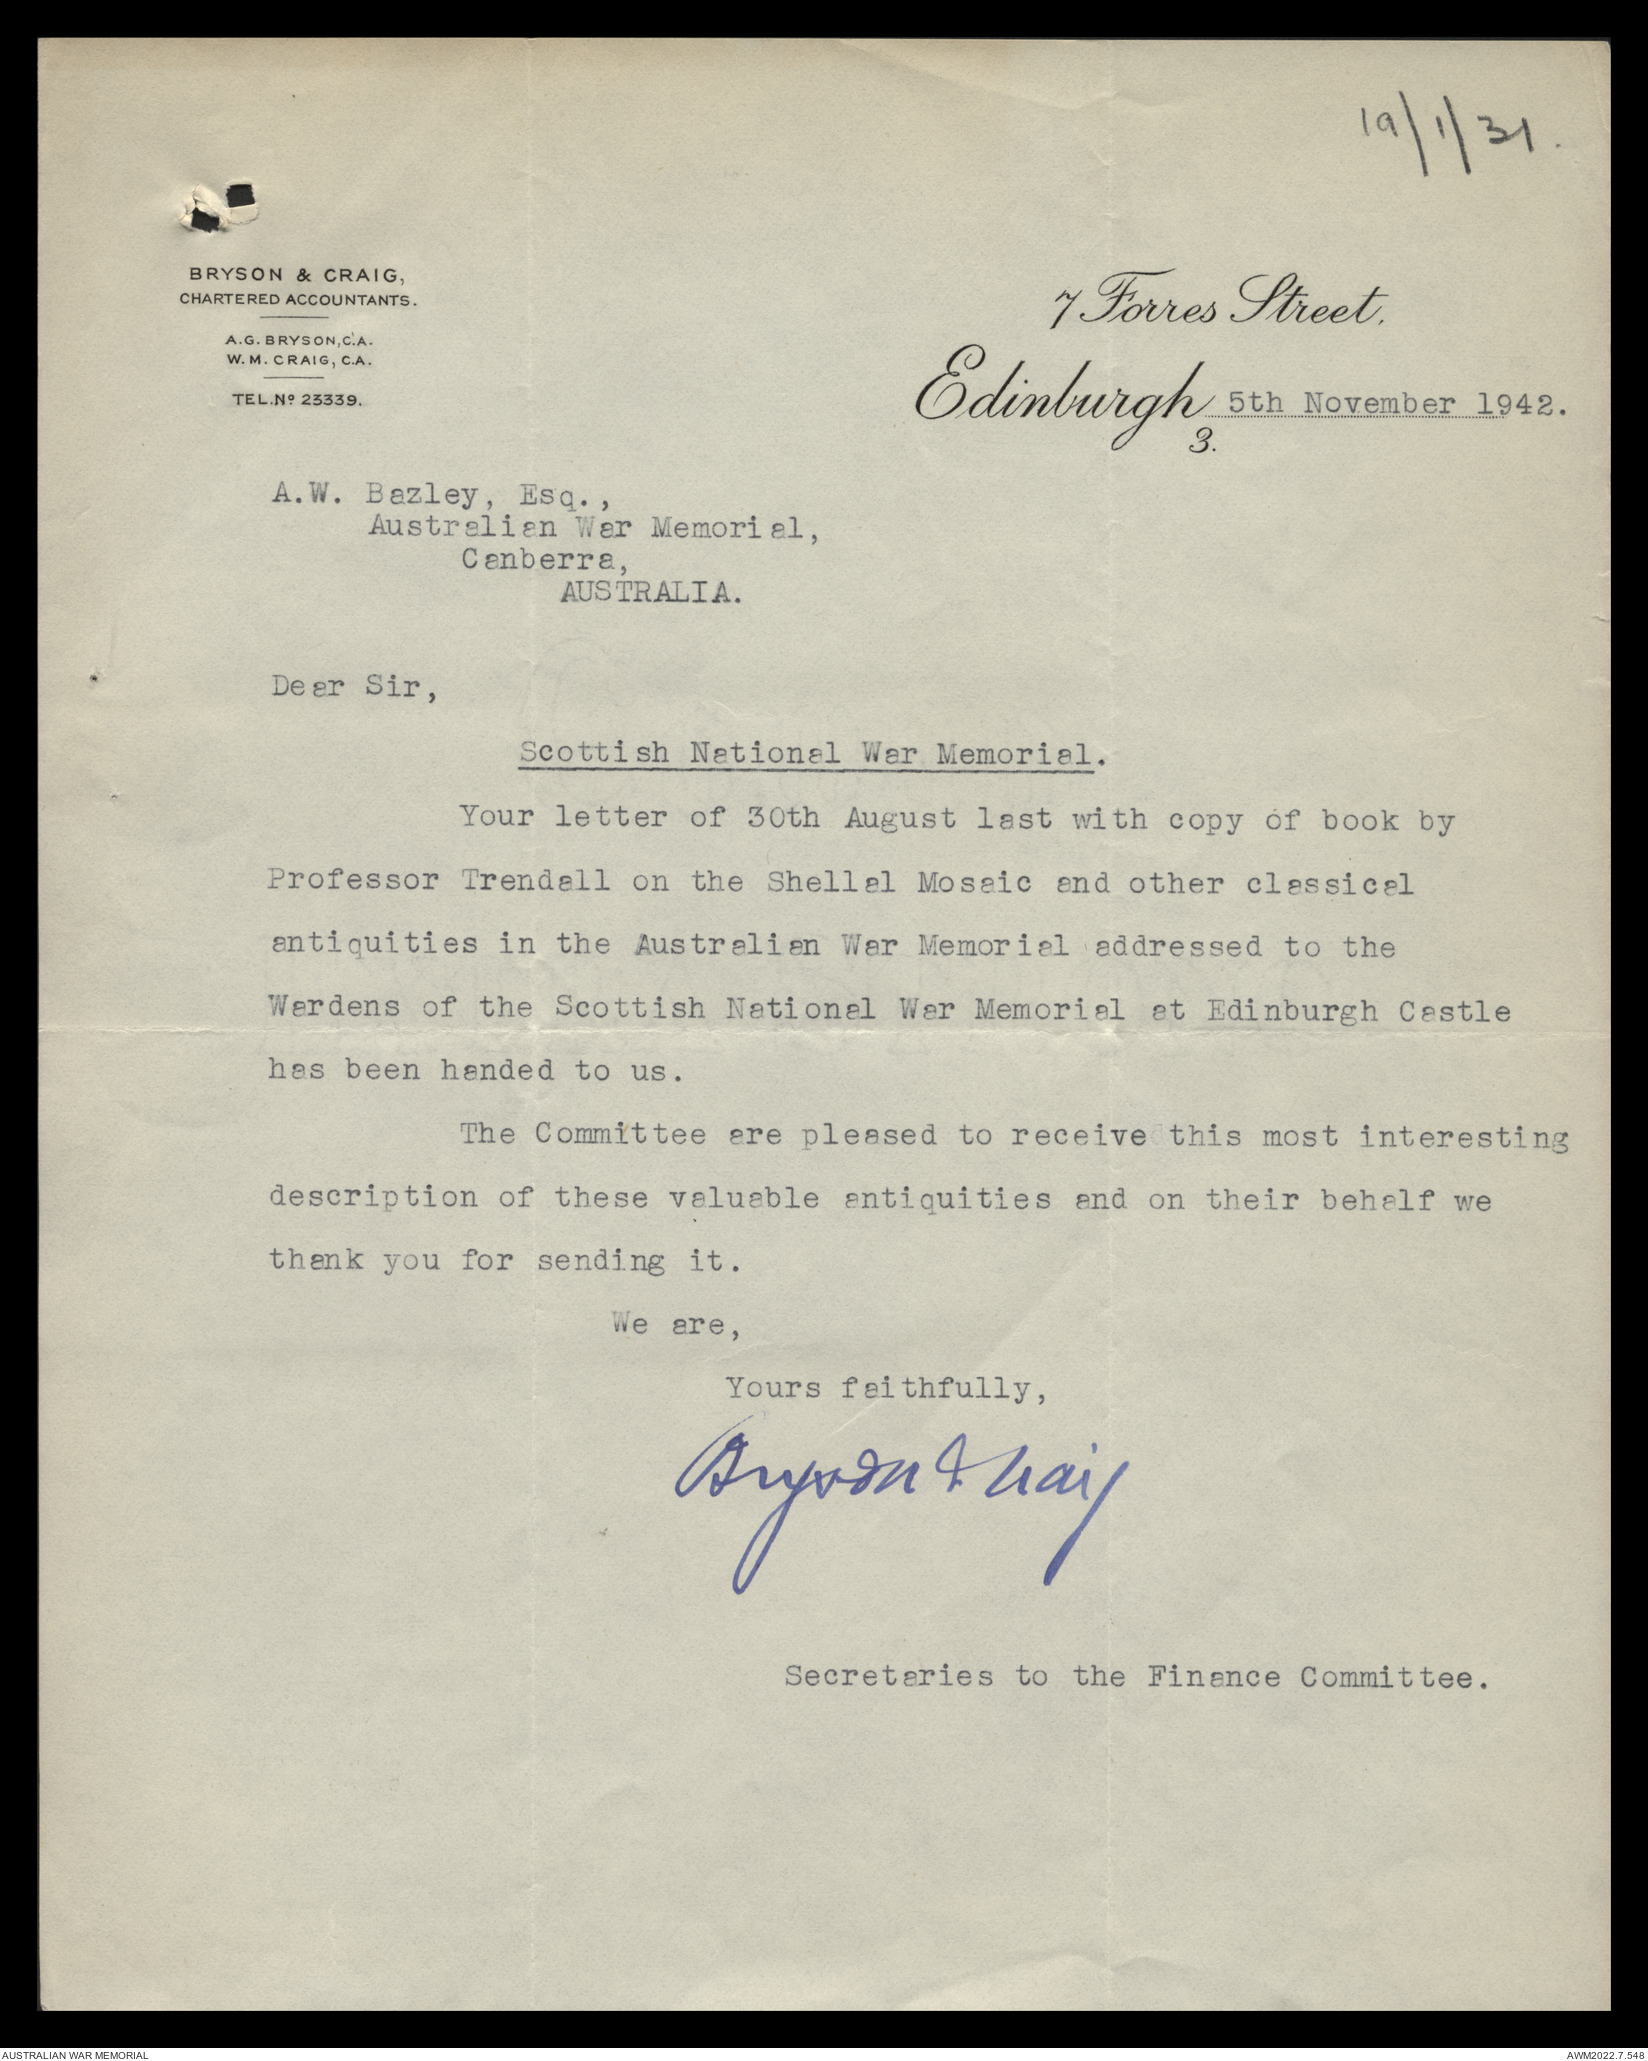 19/1/31.
BRYSON & CRAIG,
CHARTERED ACCOUNTANTS.
A.G. BRYSON, C.A.
W.M. CRAIG, C.A.
TEL. Nº 23339.
7 Forres Street,
Edinburgh 5th November 1942.
3.
A.W. Bazley, Esq.,
Australian War Memorial,
Canberra,
AUSTRALIA.
Dear Sir,
Scottish National War Memorial.
Your letter of 30th August last with copy of book by
Professor Trendall on the Shellal Mosaic and other classical
antiquities in the Australian War Memorial addressed to the
Wardens of the Scottish National War Memorial at Edinburgh Castle
has been handed to us.
The Committee are pleased to receive this most interesting
description of these valuable antiquities and on their behalf we
thank you for sending it.
We are,
Yours faithfully,
Bryson & Craig
Secretaries to the Finance Committee.
AUSTRALIAN WAR MEMORIAL
AWM2022.7.548